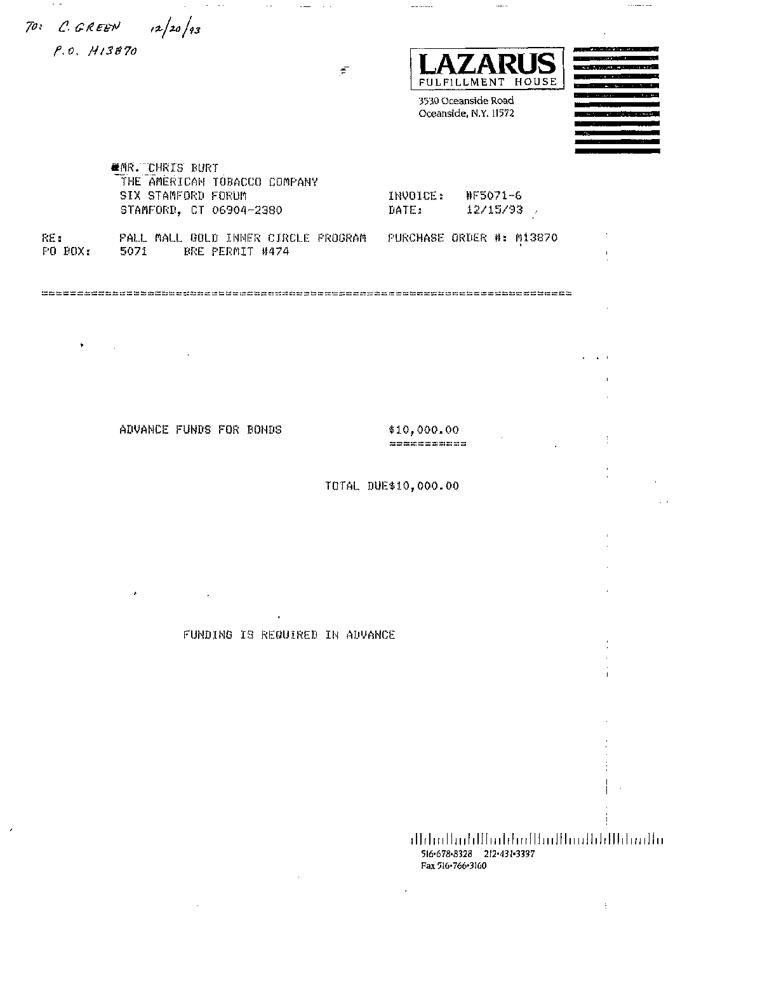 TO: C. GREEN 12/20/93
P.O. M13870
LAZARUS
FULFILLMENT HOUSE
3530 Oceanside Road
Oceanside, N.Y. 11572
MR. CHRIS BURT
THE AMERICAN TOBACCO COMPANY
SIX STAMFORD FORUM
STAMFORD, CT 06904-2380
INVOICE: #F5071-6
DATE: 12/15/93
RE: PALL MALL GOLD INNER CIRCLE PROGRAM PURCHASE ORDER #: M13870
PO BOX: 5071 BRE PERMIT #474
ADVANCE FUNDS FOR BONDS $10,000.00
TOTAL DUE$10,000.00
FUNDING IS REQUIRED IN ADVANCE
516•678•8328 212•431•3397
Fax 516•766•3160